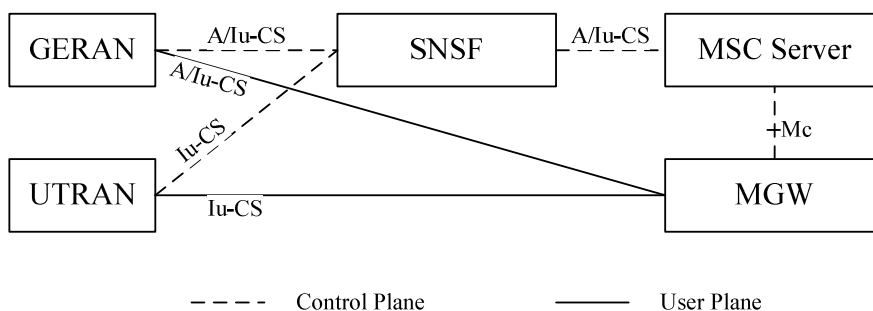 GERAN
A/Iu-CS
SNSF
A/Iu-CS
MSC Server
A/Iu-CS
Iu-CS
Mc
UTRAN
Iu-CS
MGW
Control Plane
User Plane